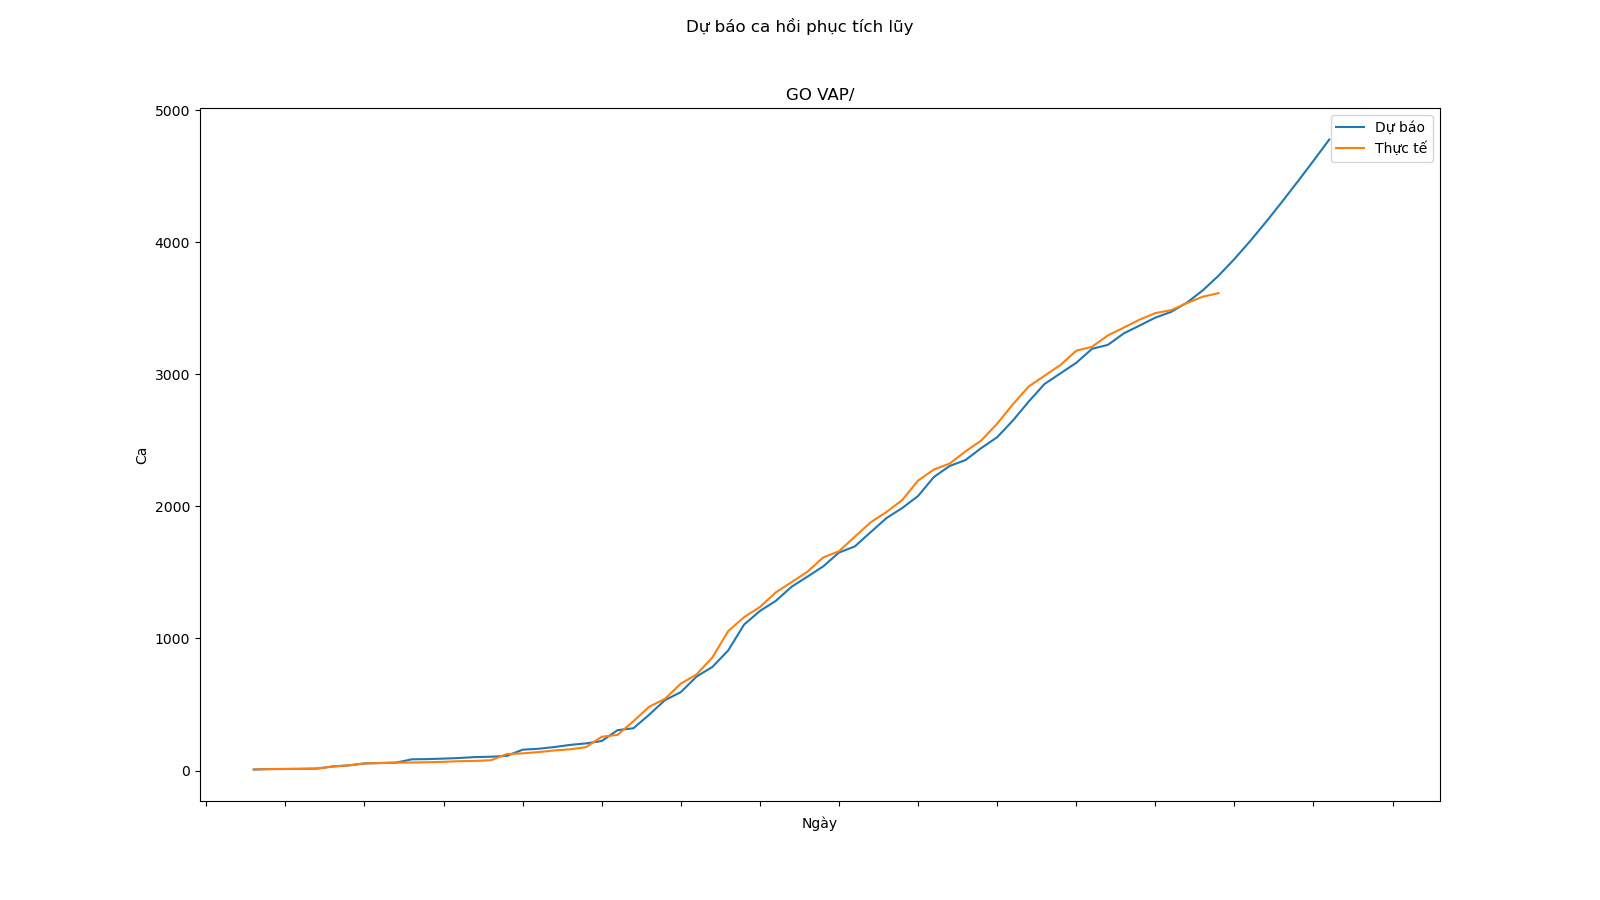 Dự báo ca hồi phục tích lũy
GO VAP/
5000
4000
3000
2000
1000
0
Ca
Dự báo
Thực tế
Ngày